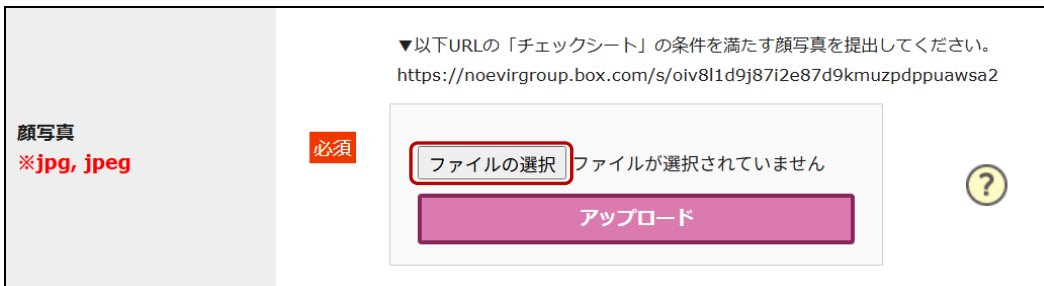 ▼以下URLの「チェックシート」の条件を満たす顔写真を提出してください。
https://noevirgroup.box.com/s/oiv8l1d9j87i2e87d9kmuzpdppuawsa2
顔写真
※jpg, jpeg
必須
ファイルの選択 ファイルが選択されていません
?
アップロード